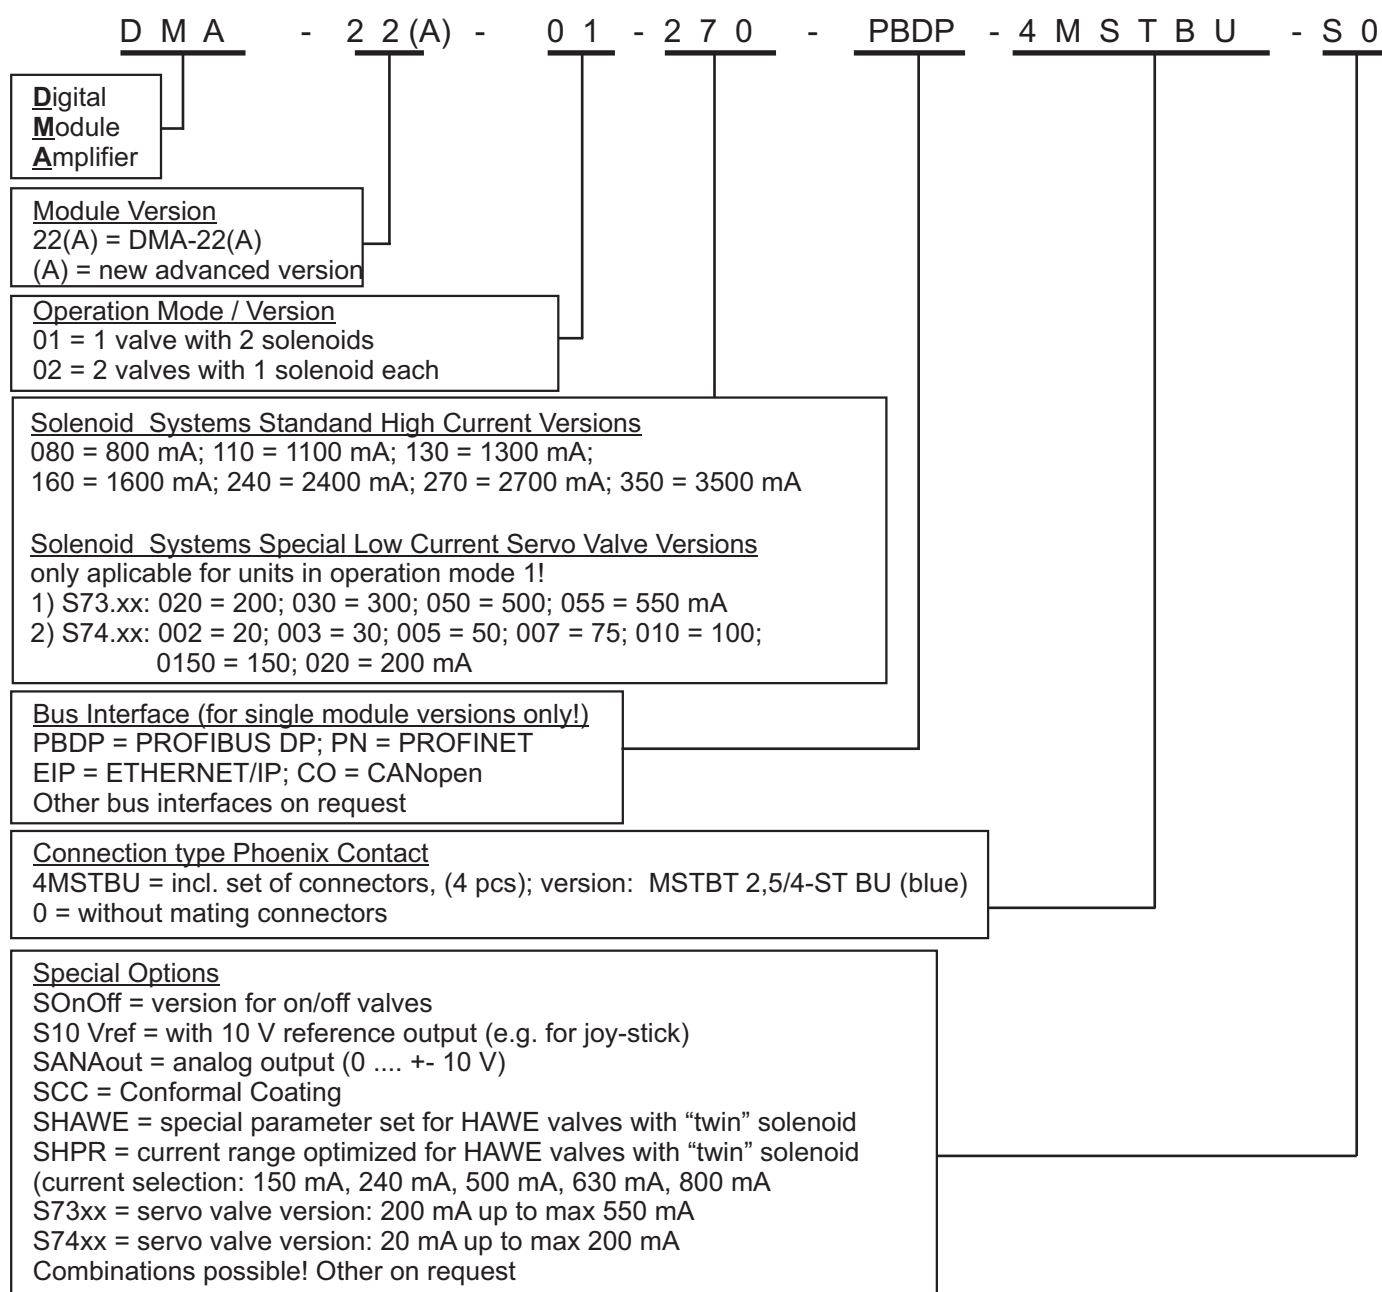 D M A - 2 2 (A) - 0 1 - 2 7 0 - PBDP - 4 M S T B U - S 0
Digital
Module
Amplifier
Module Version
22(A) = DMA-22(A)
(A) = new advanced version
Operation Mode / Version
01 = 1 valve with 2 solenoids
02 = 2 valves with 1 solenoid each
Solenoid Systems Standand High Current Versions
080 = 800 mA; 110 = 1100 mA; 130 = 1300 mA;
160 = 1600 mA; 240 = 2400 mA; 270 = 2700 mA; 350 = 3500 mA
Solenoid Systems Special Low Current Servo Valve Versions
only aplicable for units in operation mode 1!
1) S73.xx: 020 = 200; 030 = 300; 050 = 500; 055 = 550 mA
2) S74.xx: 002 = 20; 003 = 30; 005 = 50; 007 = 75; 010 = 100;
0150 = 150; 020 = 200 mA
Bus Interface (for single module versions only!)
PBDP = PROFIBUS DP; PN = PROFINET
EIP = ETHERNET/IP; CO = CANopen
Other bus interfaces on request
Connection type Phoenix Contact
4MSTBU = incl. set of connectors, (4 pcs); version: MSTBT 2,5/4-ST BU (blue)
0 = without mating connectors
Special Options
SOnOff = version for on/off valves
S10 Vref = with 10 V reference output (e.g. for joy-stick)
SANAout = analog output (0 .... +- 10 V)
SCC = Conformal Coating
SHAWE = special parameter set for HAWE valves with “twin” solenoid
SHPR = current range optimized for HAWE valves with “twin” solenoid
(current selection: 150 mA, 240 mA, 500 mA, 630 mA, 800 mA
S73xx = servo valve version: 200 mA up to max 550 mA
S74xx = servo valve version: 20 mA up to max 200 mA
Combinations possible! Other on request